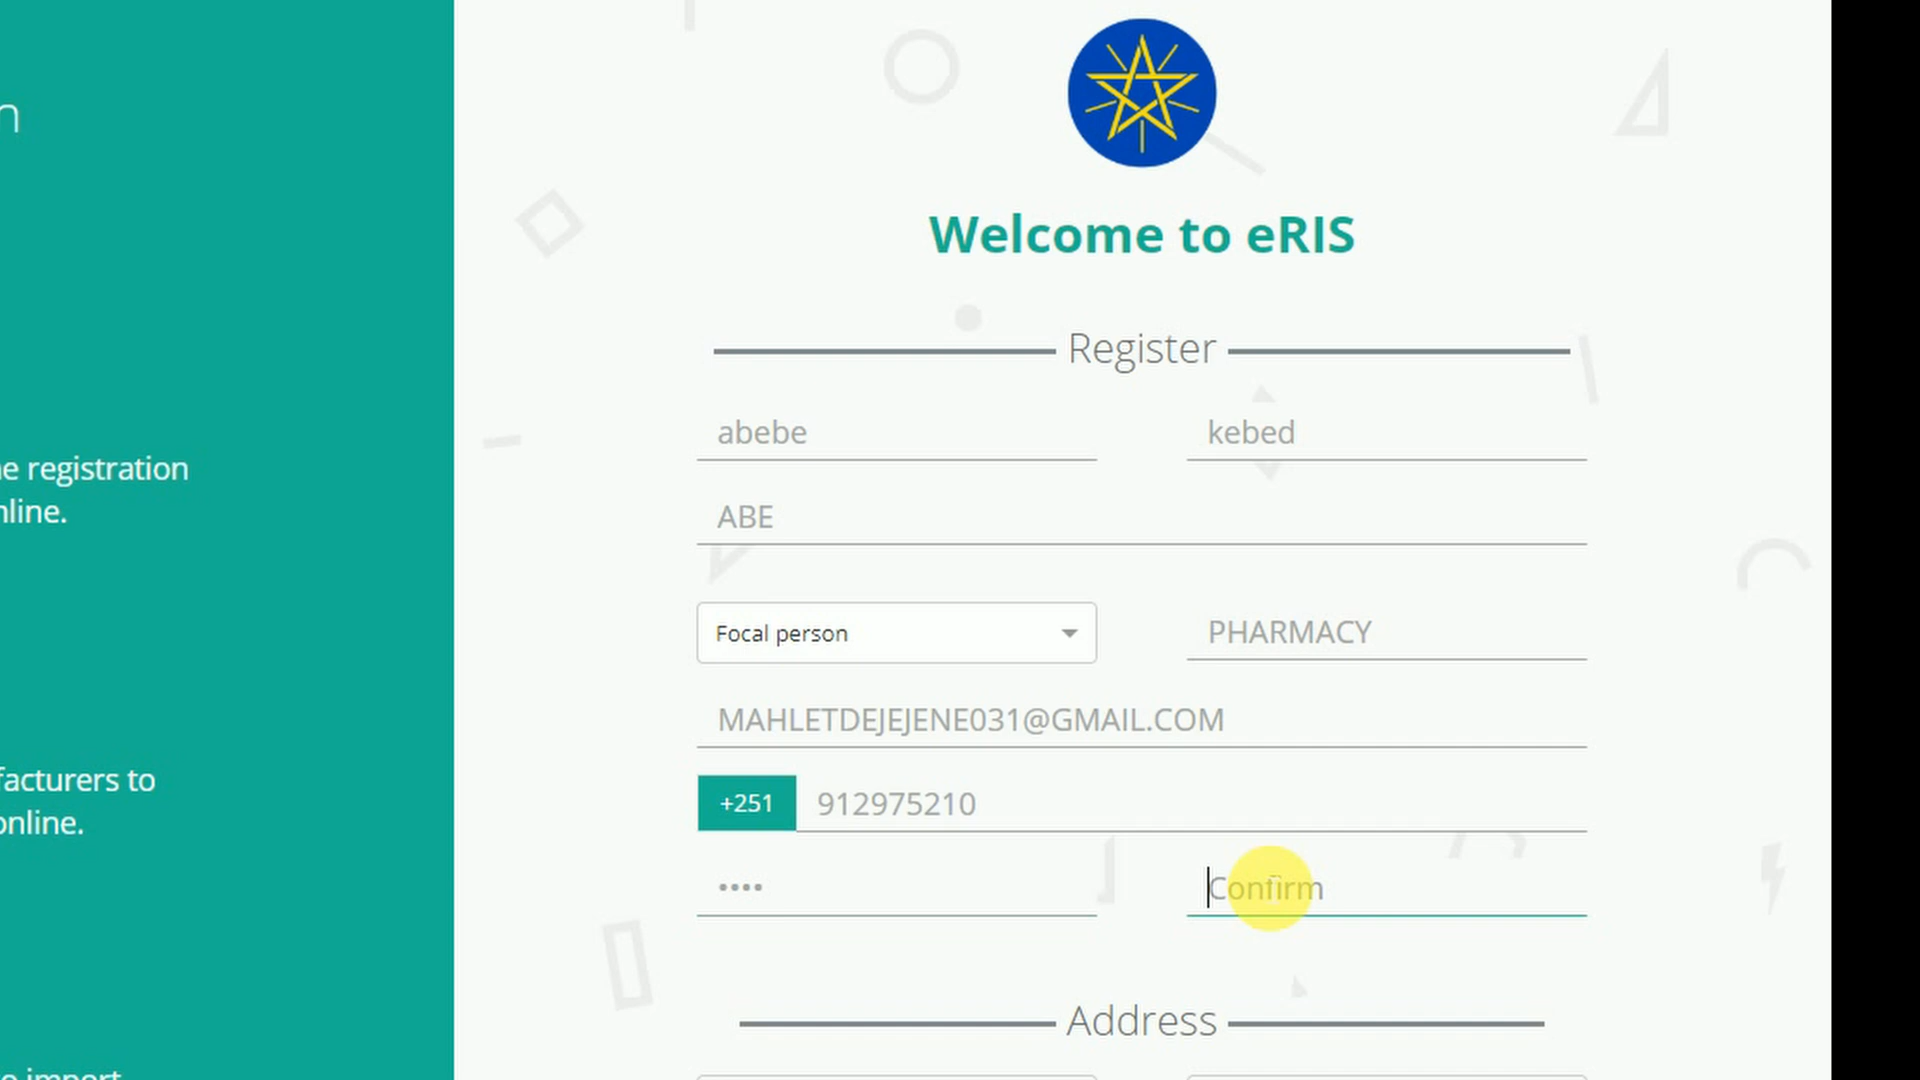 n
e registration
nline.
facturers to
online.
Welcome to eRIS
Register
abebe
kebed
ABE
Focal person
PHARMACY
MAHLETDEJEJENE031@GMAIL.COM
+251
912975210
••••
Confirm
Address